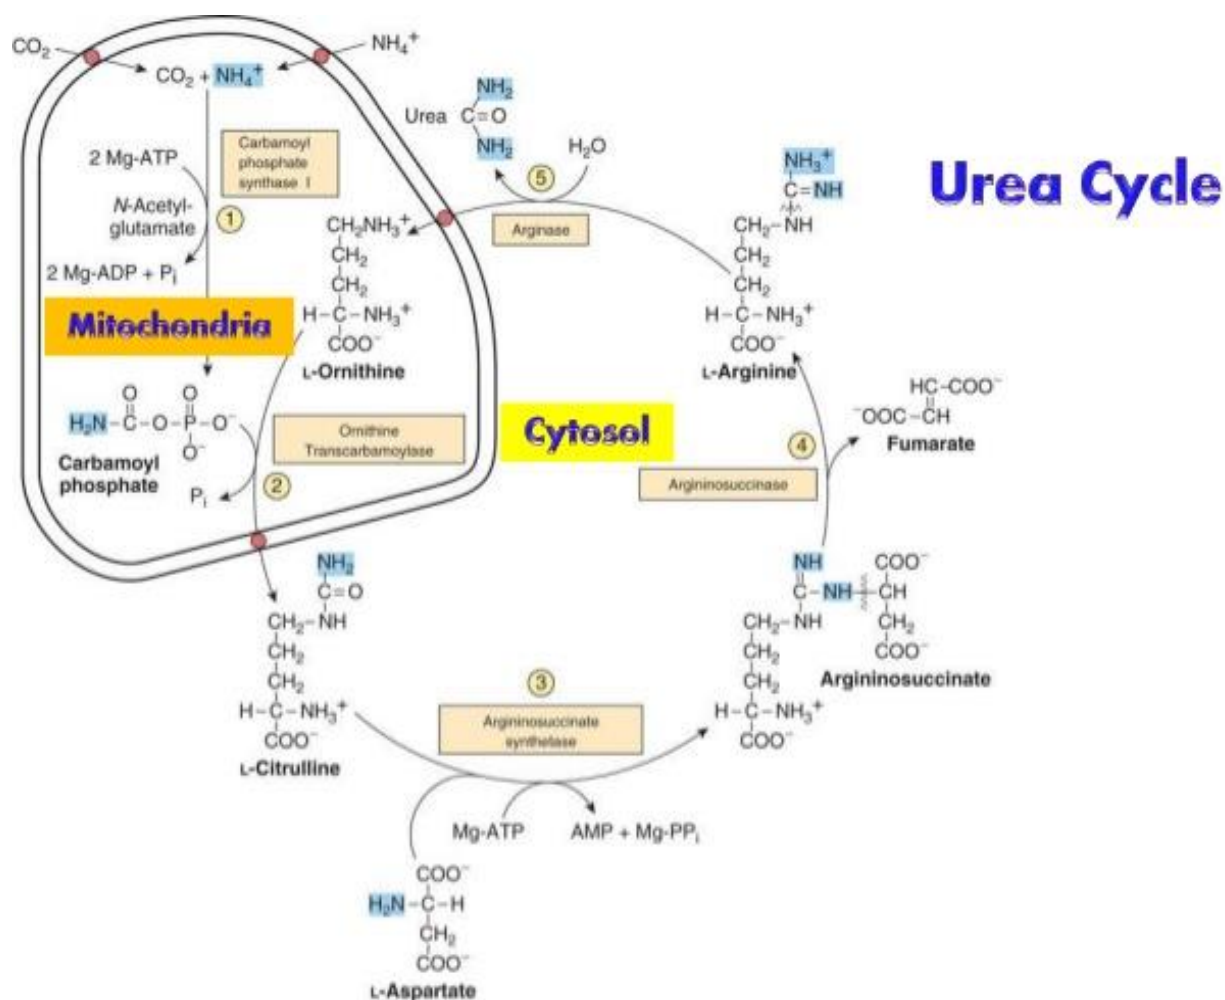 Urea Cycle
CO₂
NH₄⁺
CO₂ + NH₄⁺
2 Mg-ATP
Carbamoyl
phosphate
synthase I
N-Acetyl-
glutamate
1
2 Mg-ADP + Pi
Mitochondria
CH₂NH₃⁺
CH₂
CH₂
H–C–NH₃⁺
COO⁻
L-Ornithine
O O
H₂N–C–O–P–O⁻
O⁻
Carbamoyl
phosphate
Pi
Ornithine
Transcarbamoylase
2
Cytosol
NH₂
C=O
CH₂–NH
CH₂
CH₂
H–C–NH₃⁺
COO⁻
L-Citrulline
3
Argininosuccinate
synthelase
Mg-ATP
AMP + Mg-PPi
COO⁻
H₂N–C–H
CH₂
COO⁻
L-Aspartate
NH COO⁻
C–NH–CH
CH₂–NH CH₂
CH₂ COO⁻
CH₂
H–C–NH₃⁺
COO⁻
Argininosuccinate
4
Argininosuccinase
HC-COO⁻
⁻OOC–CH
Fumarate
NH₃⁺
C=NH
CH₂–NH
CH₂
CH₂
H–C–NH₃⁺
COO⁻
L-Arginine
5
Arginase
H₂O
NH₂
Urea C=O
NH₂